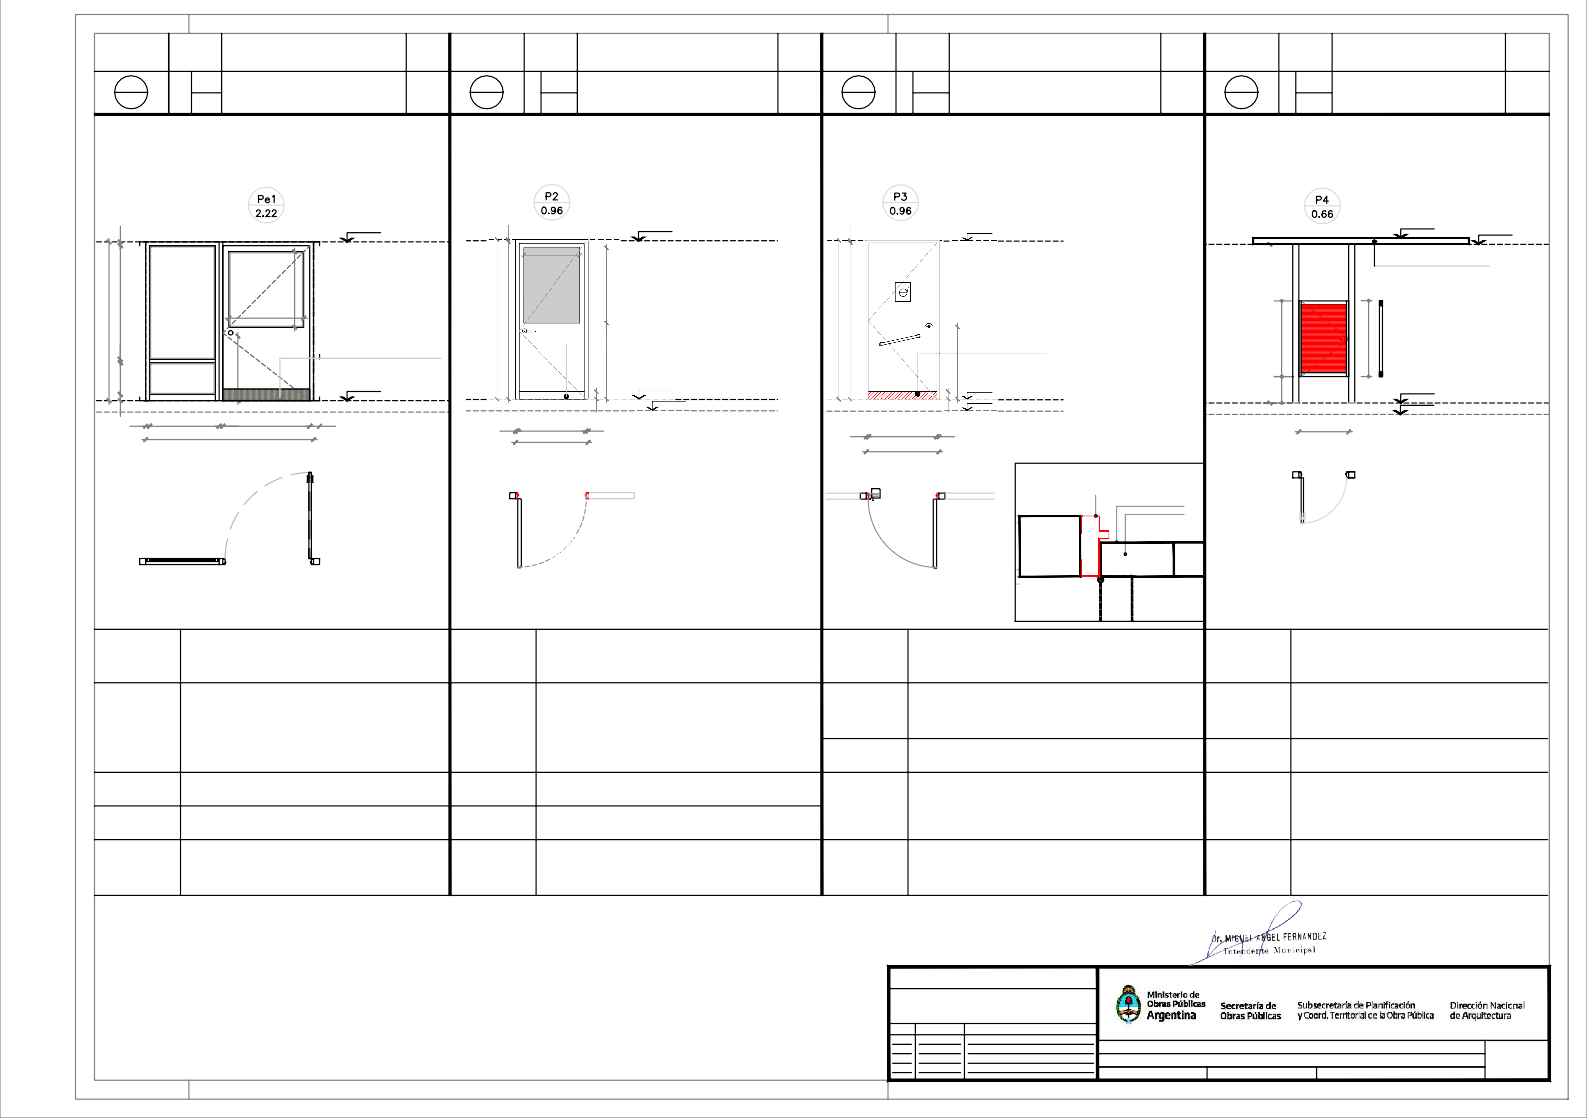 Pe1
2.22
P2
0.96
P3
0.96
P4
0.66
Dr. MIGUEL ANGEL FERNANDEZ
Intendente Municipal
Ministerio de
Obras Públicas
Argentina
Secretaría de
Obras Públicas
Subsecretaría de Planificación
y Coord. Territorial de la Obra Pública
Dirección Nacional
de Arquitectura